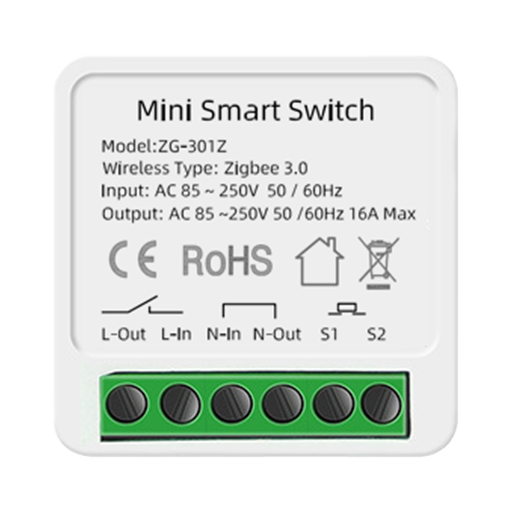 Mini Smart Switch
Model:ZG-301Z
Wireless Type: Zigbee 3.0
Input: AC 85 ~ 250V 50 / 60Hz
Output: AC 85 ~250V 50 /60Hz 16A Max
CE RoHS
L-Out L-In N-In N-Out S1 S2